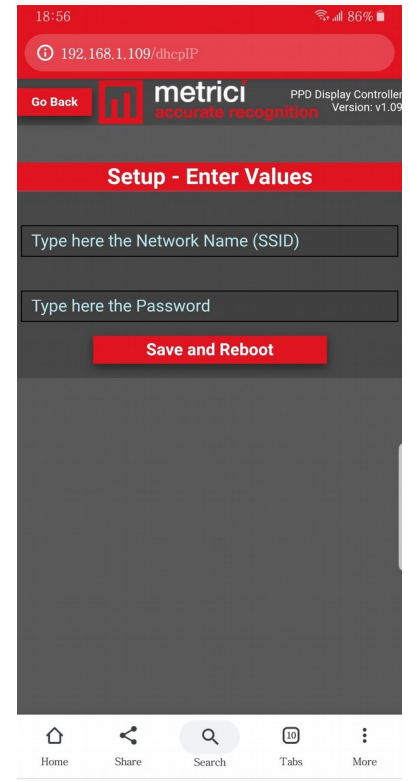 18:56 86%
192.168.1.109/dhcpIP
Go Back
metrici
accurate recognition
PPD Display Controller
Version: v1.09
Setup - Enter Values
Type here the Network Name (SSID)
Type here the Password
Save and Reboot
10
Home Share Search Tabs More